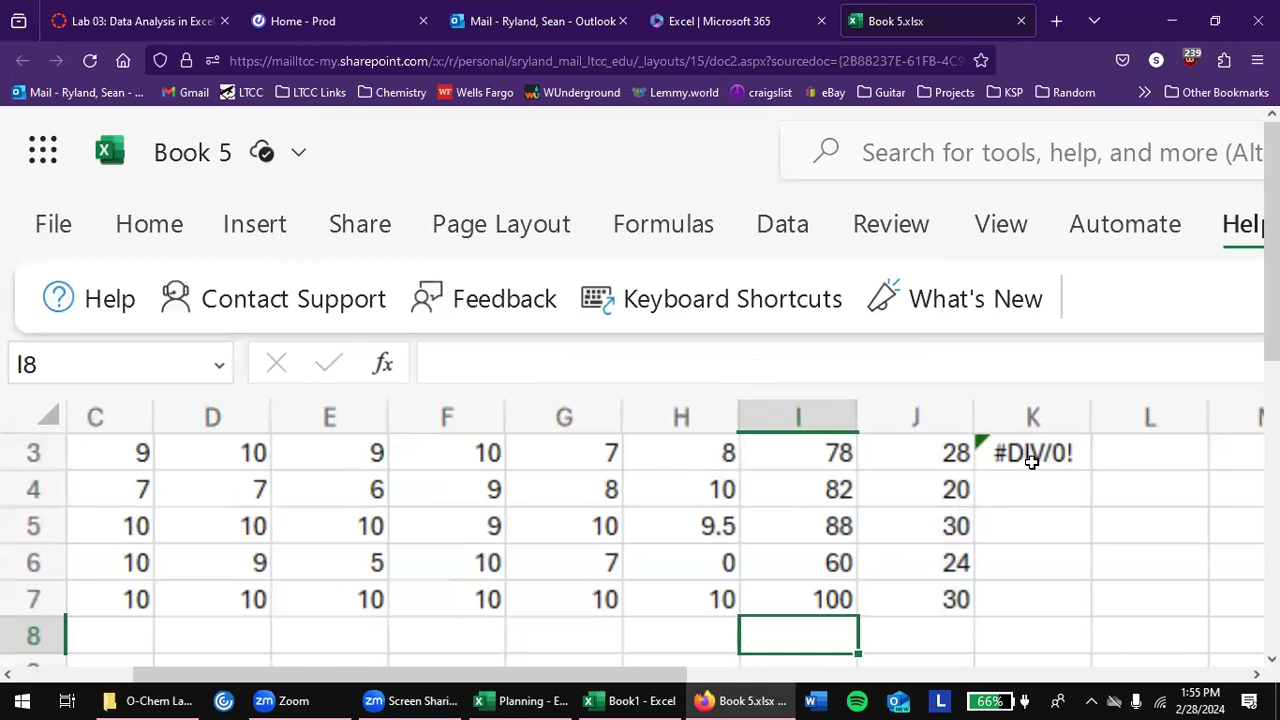 Lab 03: Data Analysis in Excel
Home - Prod
Mail - Ryland, Sean - Outlook
Excel | Microsoft 365
Book 5.xlsx
https://mailltcc-my.sharepoint.com/:x:/r/personal/sryland_mail_ltcc_edu/_layouts/15/doc2.aspx?sourcedoc={2B88237E-61FB-4C9
S
239
Mail - Ryland, Sean - ...
Gmail
LTCC
LTCC Links
Chemistry
WF Wells Fargo
WUnderground
Lemmy.world
craigslist
eBay
Guitar
Projects
KSP
Random
Other Bookmarks
X
Book 5
Search for tools, help, and more (Alt
File Home Insert Share Page Layout Formulas Data Review View Automate Help
Help Contact Support Feedback Keyboard Shortcuts What's New
I8
fx
C D E F G H I J K L M
3 9 10 9 10 7 8 78 28 #DIV/0!
4 7 7 6 9 8 10 82 20
5 10 10 10 9 10 9.5 88 30
6 10 9 5 10 7 0 60 24
7 10 10 10 10 10 10 100 30
8
O-Chem La...
Zoom
Screen Shari...
Planning - E...
Book1 - Excel
Book 5.xlsx ...
L
66%
1:55 PM
2/28/2024